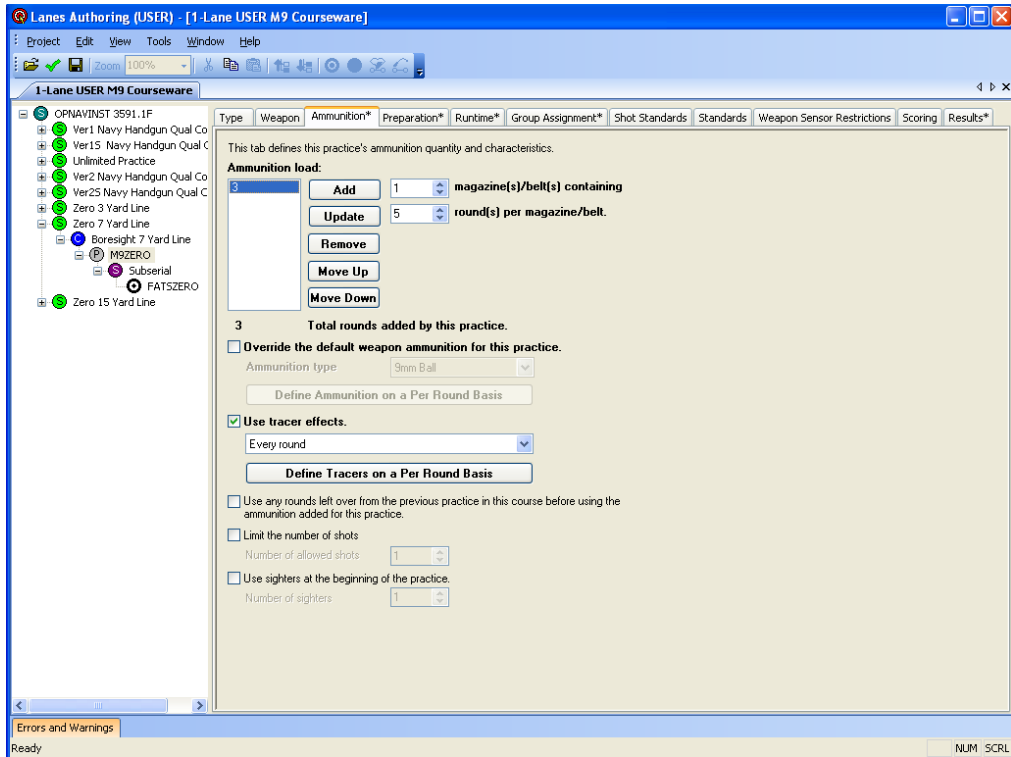 Lanes Authoring (USER) - [1-Lane USER M9 Courseware]
Project Edit View Tools Window Help
Zoom 100%
1-Lane USER M9 Courseware
S OPNAVINST 3591.1F
S Ver1 Navy Handgun Qual Co
S Ver1S Navy Handgun Qual C
S Unlimited Practice
S Ver2 Navy Handgun Qual Co
S Ver2S Navy Handgun Qual C
S Zero 3 Yard Line
S Zero 7 Yard Line
C Boresight 7 Yard Line
P M9ZERO
S Subserial
FATSZERO
S Zero 15 Yard Line
Type Weapon Ammunition* Preparation* Runtime* Group Assignment* Shot Standards Standards Weapon Sensor Restrictions Scoring Results*
This tab defines this practice's ammunition quantity and characteristics.
Ammunition load:
3
Add 1 magazine(s)/belt(s) containing
Update 5 round(s) per magazine/belt.
Remove
Move Up
Move Down
3 Total rounds added by this practice.
Override the default weapon ammunition for this practice.
Ammunition type 9mm Ball
Define Ammunition on a Per Round Basis
Use tracer effects.
Every round
Define Tracers on a Per Round Basis
Use any rounds left over from the previous practice in this course before using the
ammunition added for this practice.
Limit the number of shots
Number of allowed shots 1
Use sighters at the beginning of the practice.
Number of sighters 1
Errors and Warnings
Ready NUM SCRL